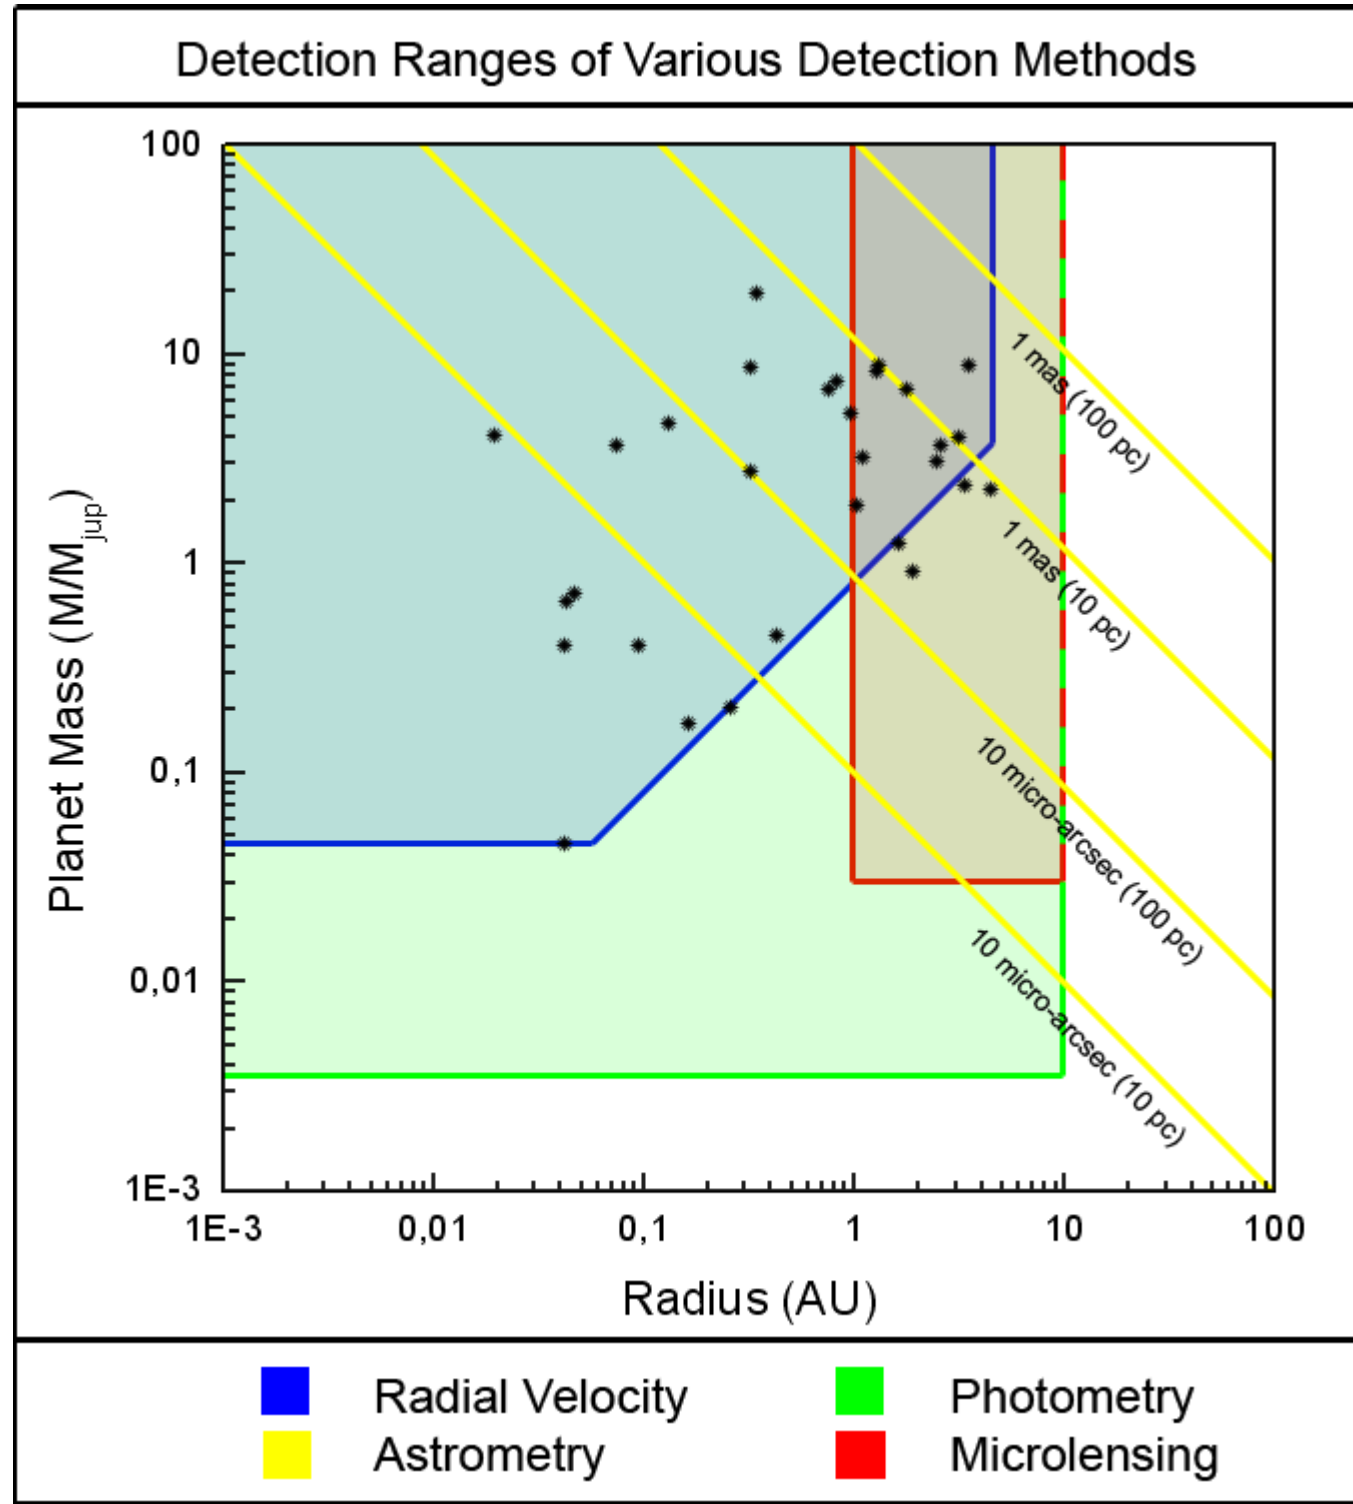 Detection Ranges of Various Detection Methods
100
10
1
0,1
0,01
1E-3
Planet Mass (M/Mjup)
1 mas (100 pc)
1 mas (10 pc)
10 micro-arcsec (100 pc)
10 micro-arcsec (10 pc)
1E-3 0,01 0,1 1 10 100
Radius (AU)
Radial Velocity Photometry
Astrometry Microlensing